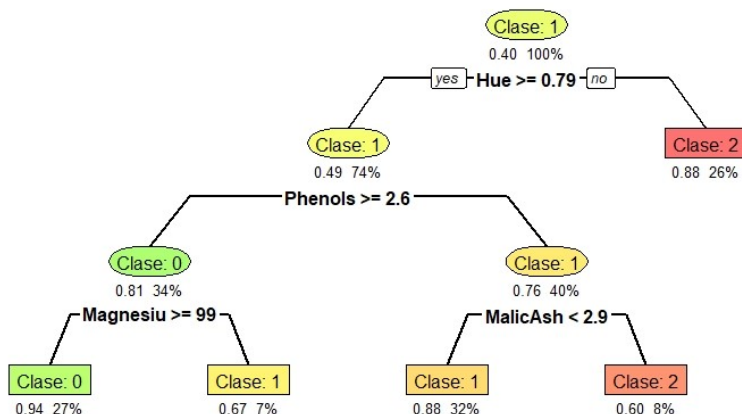 Clase: 1
0.40 100%
yes Hue >= 0.79 no
Clase: 1 Clase: 2
0.49 74% 0.88 26%
Phenols >= 2.6
Clase: 0 Clase: 1
0.81 34% 0.76 40%
Magnesiu >= 99 MalicAsh < 2.9
Clase: 0 Clase: 1 Clase: 1 Clase: 2
0.94 27% 0.67 7% 0.88 32% 0.60 8%